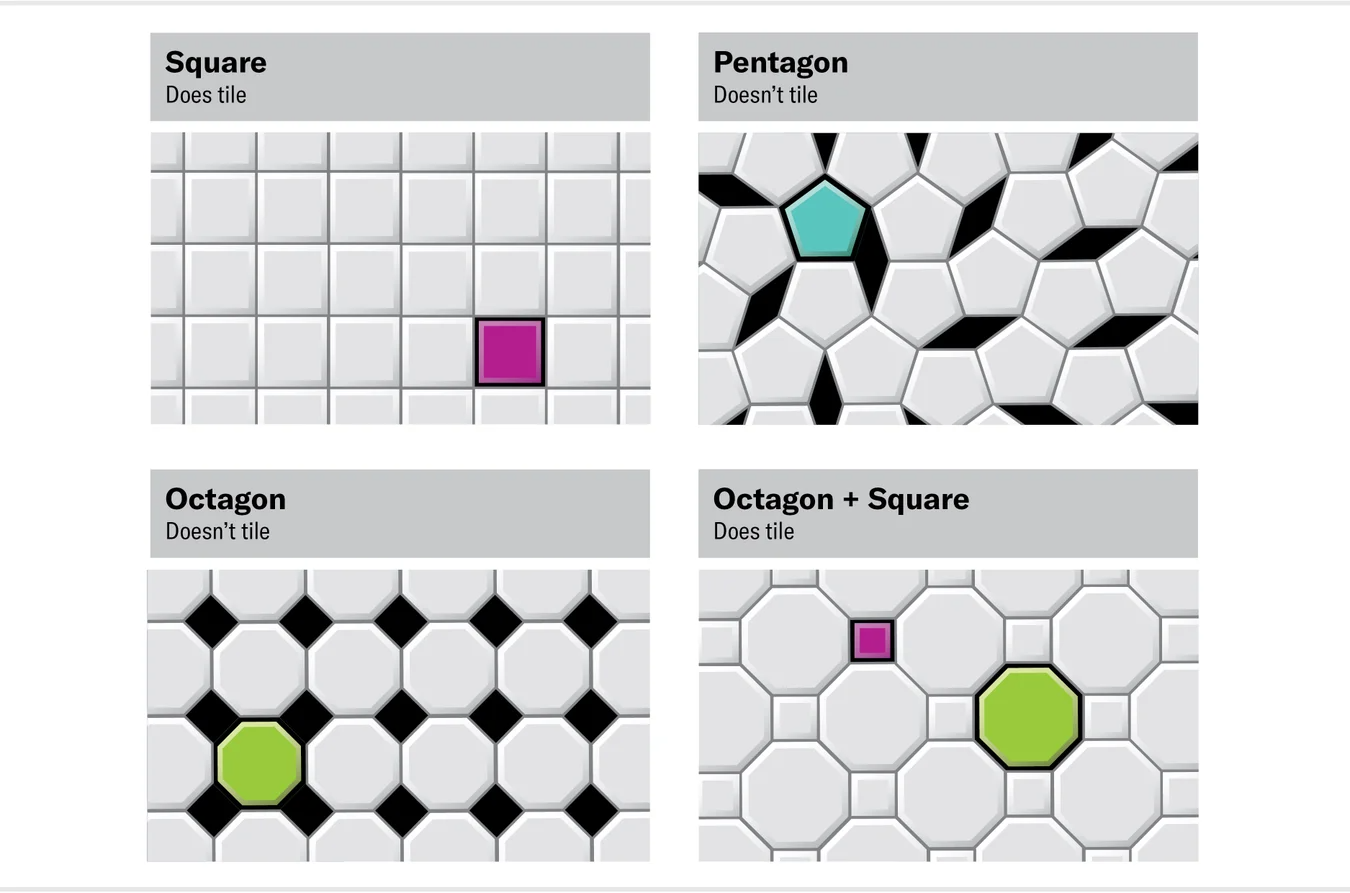 Square
Does tile
Pentagon
Doesn’t tile
Octagon
Doesn’t tile
Octagon + Square
Does tile